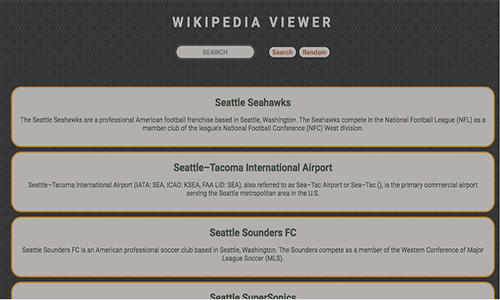 WIKIPEDIA VIEWER
SEARCH Search Random
Seattle Seahawks
The Seattle Seahawks are a professional American football franchise based in Seattle, Washington. The Seahawks compete in the National Football League (NFL) as a
member club of the league's National Football Conference (NFC) West division.
Seattle–Tacoma International Airport
Seattle–Tacoma International Airport (IATA: SEA, ICAO: KSEA, FAA LID: SEA), also referred to as Sea–Tac Airport or Sea–Tac (), is the primary commercial airport
serving the Seattle metropolitan area in the U.S.
Seattle Sounders FC
Seattle Sounders FC is an American professional soccer club based in Seattle, Washington. The Sounders compete as a member of the Western Conference of Major
League Soccer (MLS).
Seattle SuperSonics